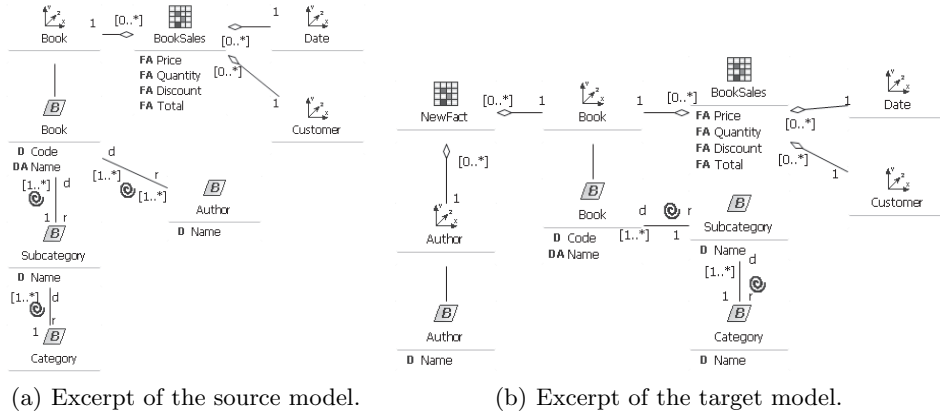 1 [0..*] 1
Book BookSales Date
[0..*]
FA Price
[0..*]
FA Quantity
FA Discount
FA Total
1
Customer
B
Book
D Code
DA Name
d
[1..*] r
[1..*]
[1..*] d
1 r
B
Author
D Name
B
Subcategory
D Name
[1..*] d
r
1
B
Category
(a) Excerpt of the source model.
BookSales
[0..*] 1 [0..*] 1
NewFact Book Date
FA Price
FA Quantity
FA Discount
FA Total
[0..*]
[0..*]
1
Customer
[0..*]
1
Author
B
Book
D Code
DA Name
d r
[1..*] 1
B
Subcategory
D Name
[1..*] d
1 r
B
Category
D Name
B
Author
D Name
(b) Excerpt of the target model.